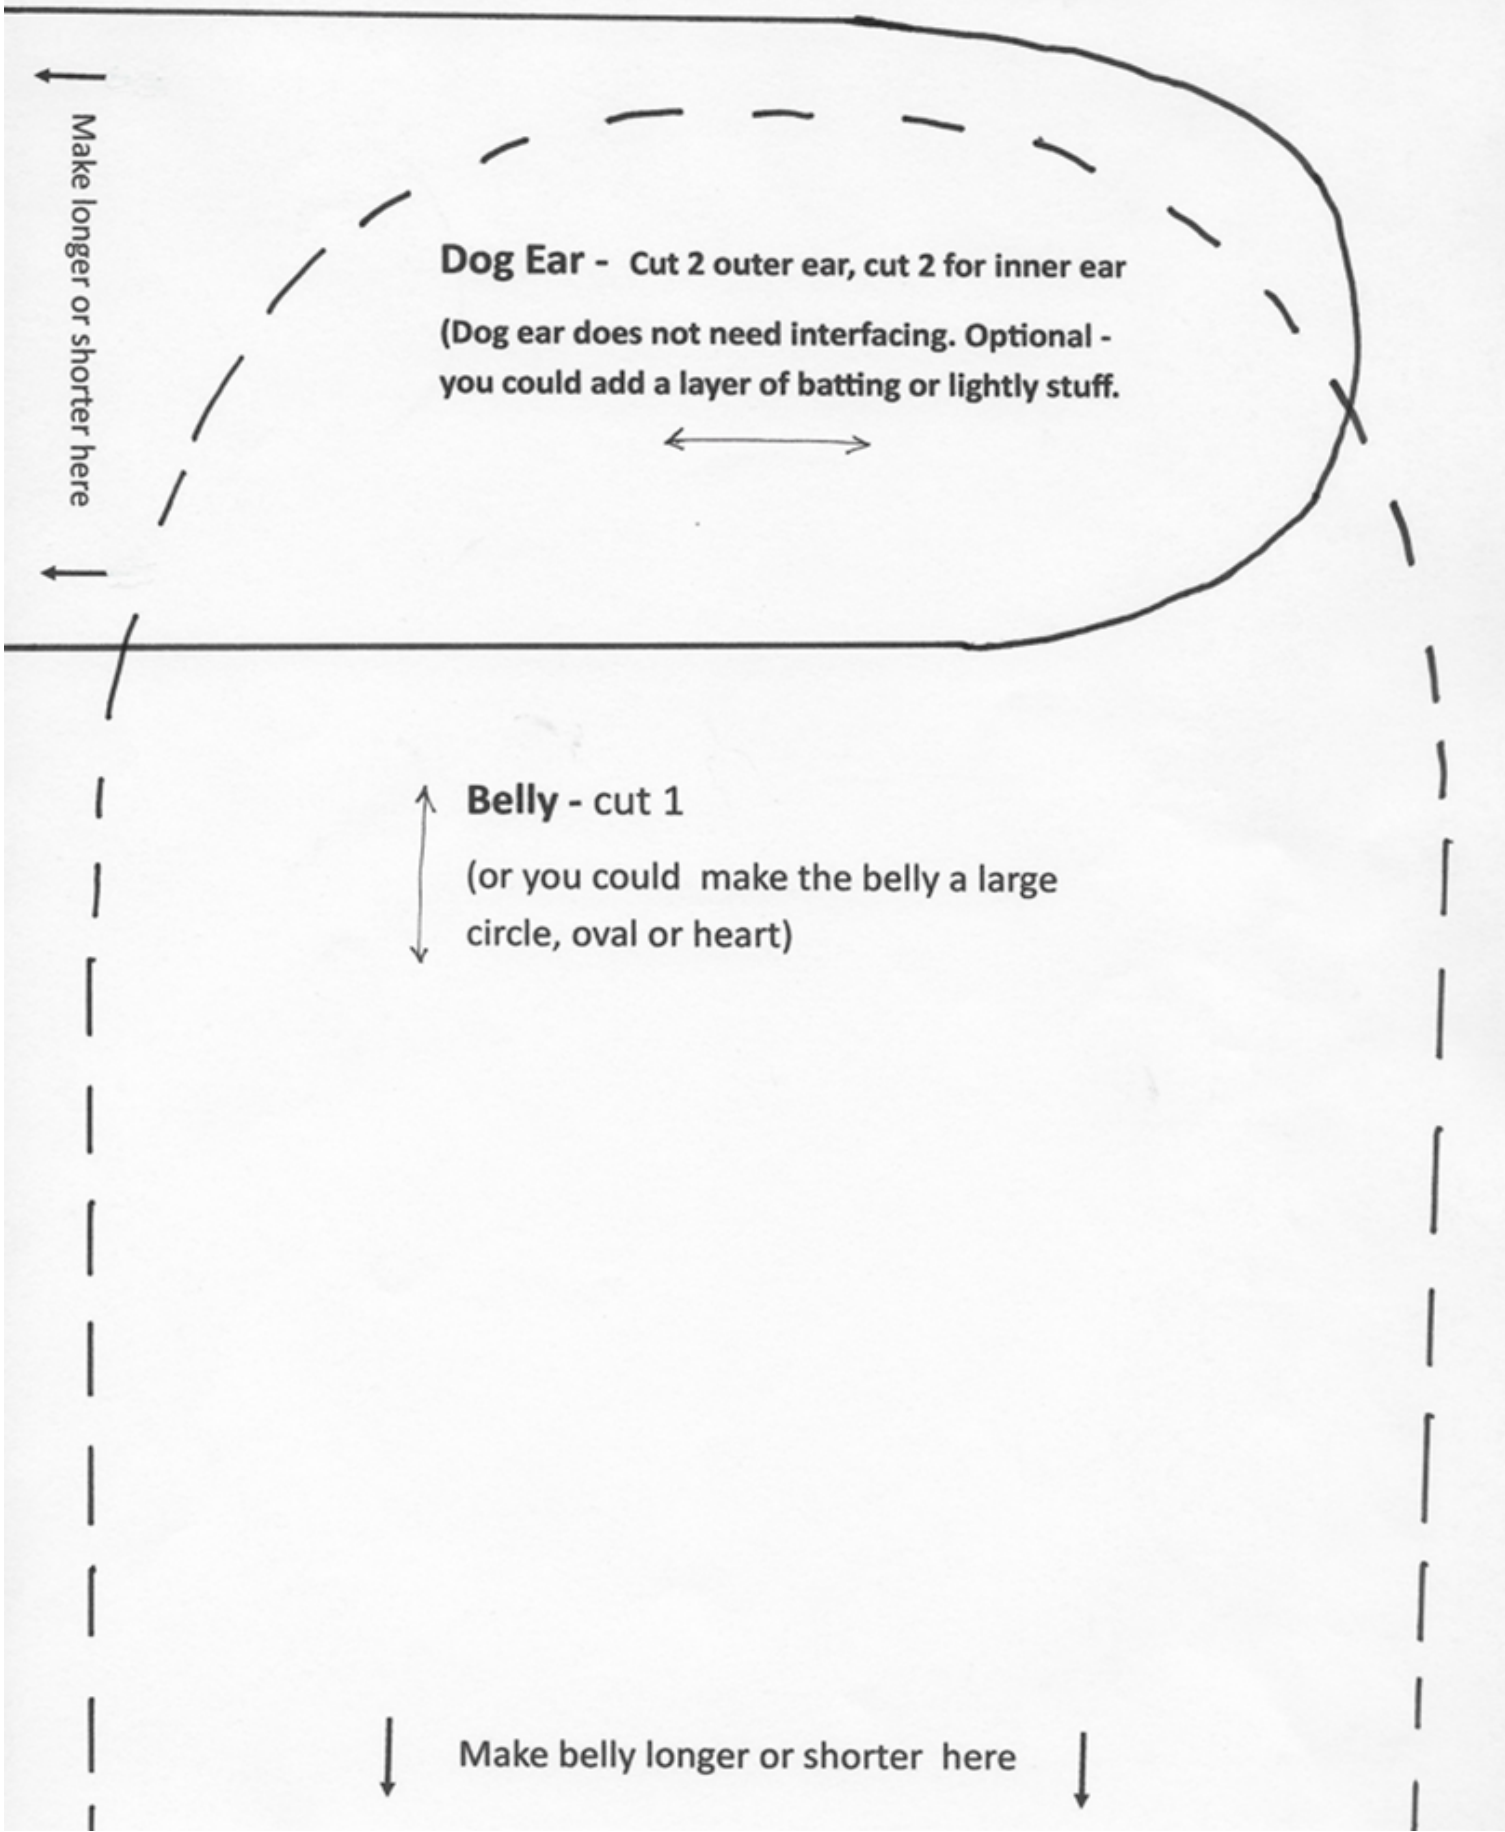 Make longer or shorter here
Dog Ear - Cut 2 outer ear, cut 2 for inner ear
(Dog ear does not need interfacing. Optional -
you could add a layer of batting or lightly stuff.
Belly - cut 1
(or you could make the belly a large
circle, oval or heart)
Make belly longer or shorter here